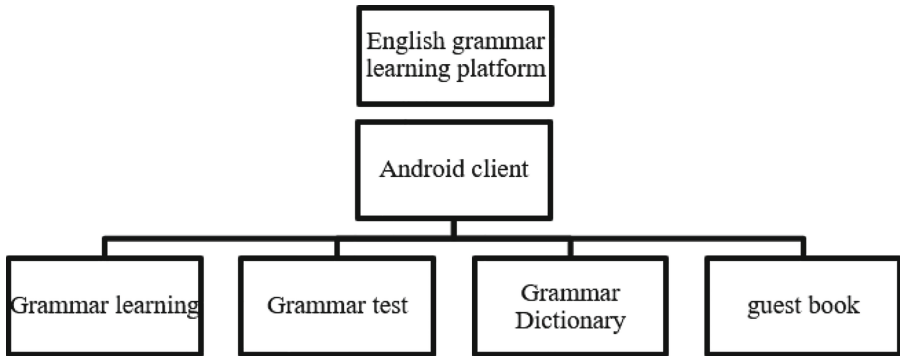 English grammar
learning platform
Android client
Grammar learning
Grammar test
Grammar
Dictionary
guest book